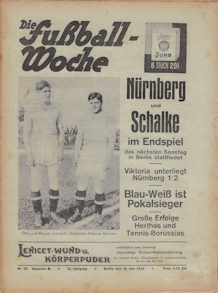 Die
Fußball-
Woche
JUNO
6 STÜCK 20₰
Nürnberg
und
Schalke
im Endspiel
das nächsten Sonntag
in Berlin stattfindet
Viktoria unterliegt
Nürnberg 1:2
Blau-Weiß ist
Pokalsieger
Große Erfolge
Herthas und
Tennis-Borussias
LENICET-WUND- u.
KÖRPERPUDER